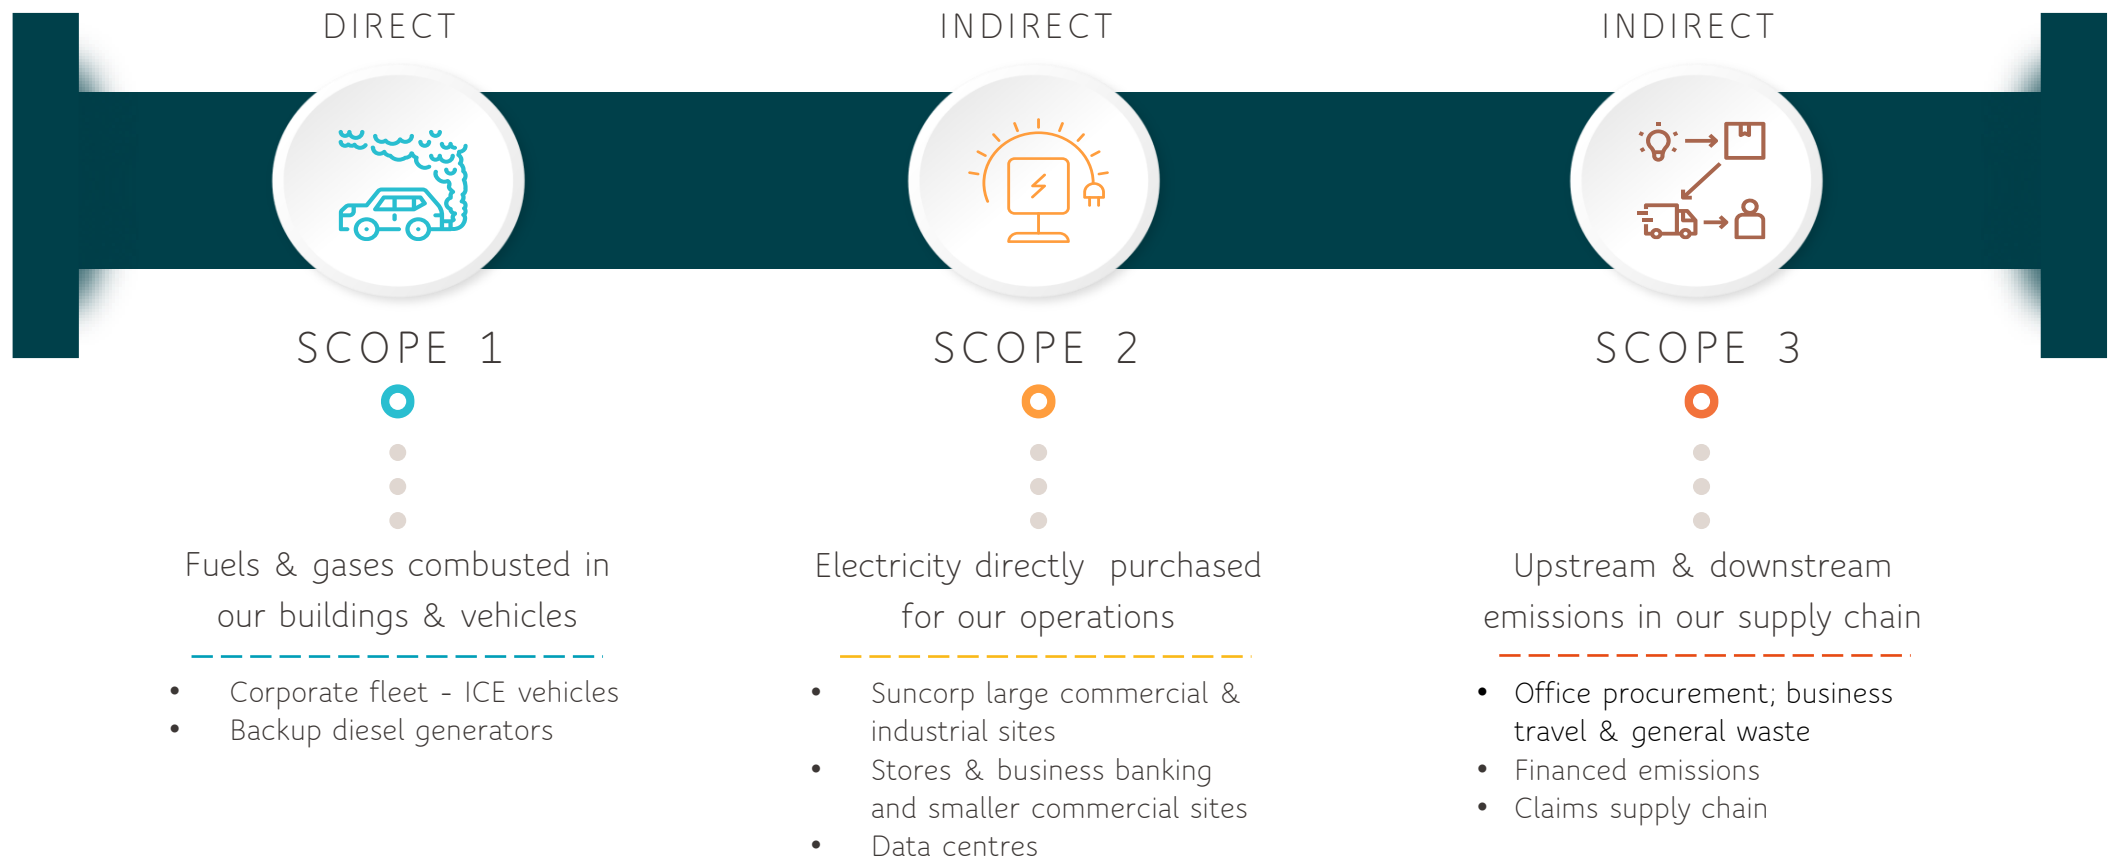 DIRECT
SCOPE 1
Fuels & gases combusted in
our buildings & vehicles
• Corporate fleet - ICE vehicles
• Backup diesel generators
INDIRECT
SCOPE 2
Electricity directly purchased
for our operations
• Suncorp large commercial &
industrial sites
• Stores & business banking
and smaller commercial sites
• Data centres
INDIRECT
SCOPE 3
Upstream & downstream
emissions in our supply chain
• Office procurement; business
travel & general waste
• Financed emissions
• Claims supply chain